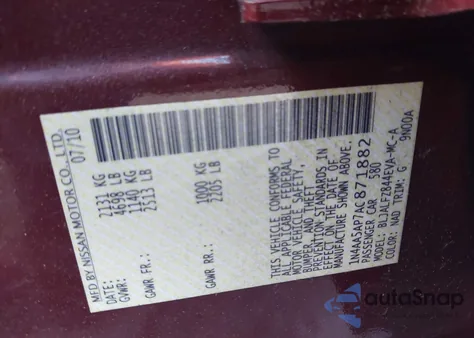 MFD BY NISSAN MOTOR CO., LTD.
DATE: 07/10
GVWR: 2131 KG
4698 LB
GAWR FR.: 1140 KG
2513 LB
GAWR RR.: 1000 KG
2205 LB
THIS VEHICLE CONFORMS TO
ALL APPLICABLE FEDERAL
MOTOR VEHICLE SAFETY,
BUMPER AND THEFT
PREVENTION STANDARDS IN
EFFECT ON THE DATE OF
MANUFACTURE SHOWN ABOVE.
1N4AA5AP7AC871882
PASSENGER CAR 580
MODEL: BLJALFZB44EVA-MC-A
COLOR: NAD TRIM: G 9N00A
autoSnap